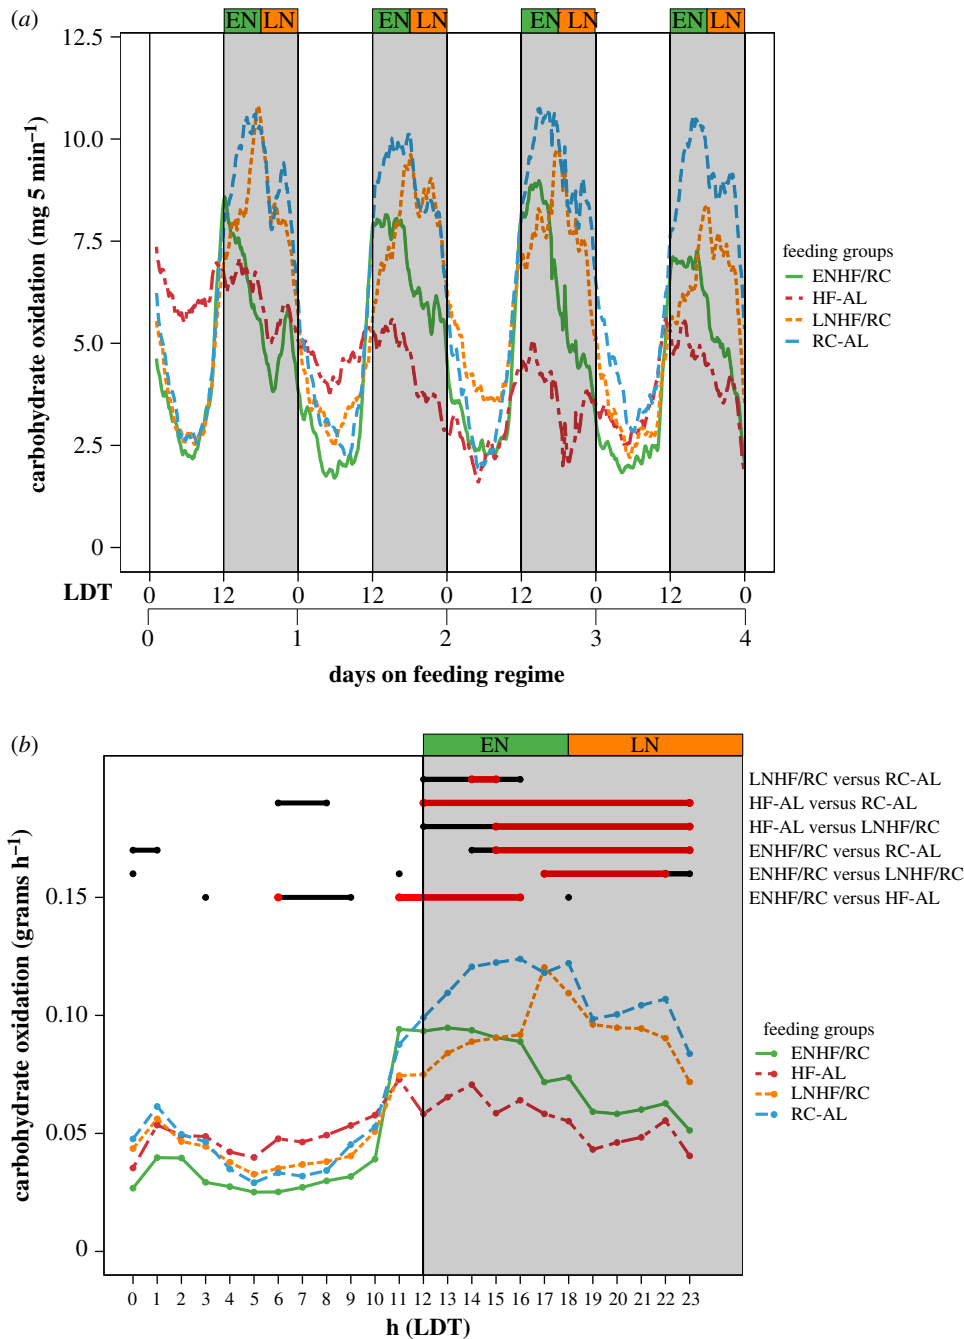 (a)
EN LN EN LN EN LN EN LN
12.5
10.0
7.5
5.0
2.5
0
carbohydrate oxidation (mg 5 min⁻¹)
feeding groups
ENHF/RC
HF-AL
LNHF/RC
RC-AL
LDT 0 12 0 12 0 12 0 12 0
0 1 2 3 4
days on feeding regime
(b)
EN LN
LNHF/RC versus RC-AL
HF-AL versus RC-AL
HF-AL versus LNHF/RC
ENHF/RC versus RC-AL
ENHF/RC versus LNHF/RC
ENHF/RC versus HF-AL
0.15
0.10
0.05
0
carbohydrate oxidation (grams h⁻¹)
feeding groups
ENHF/RC
HF-AL
LNHF/RC
RC-AL
0 1 2 3 4 5 6 7 8 9 10 11 12 13 14 15 16 17 18 19 20 21 22 23
h (LDT)